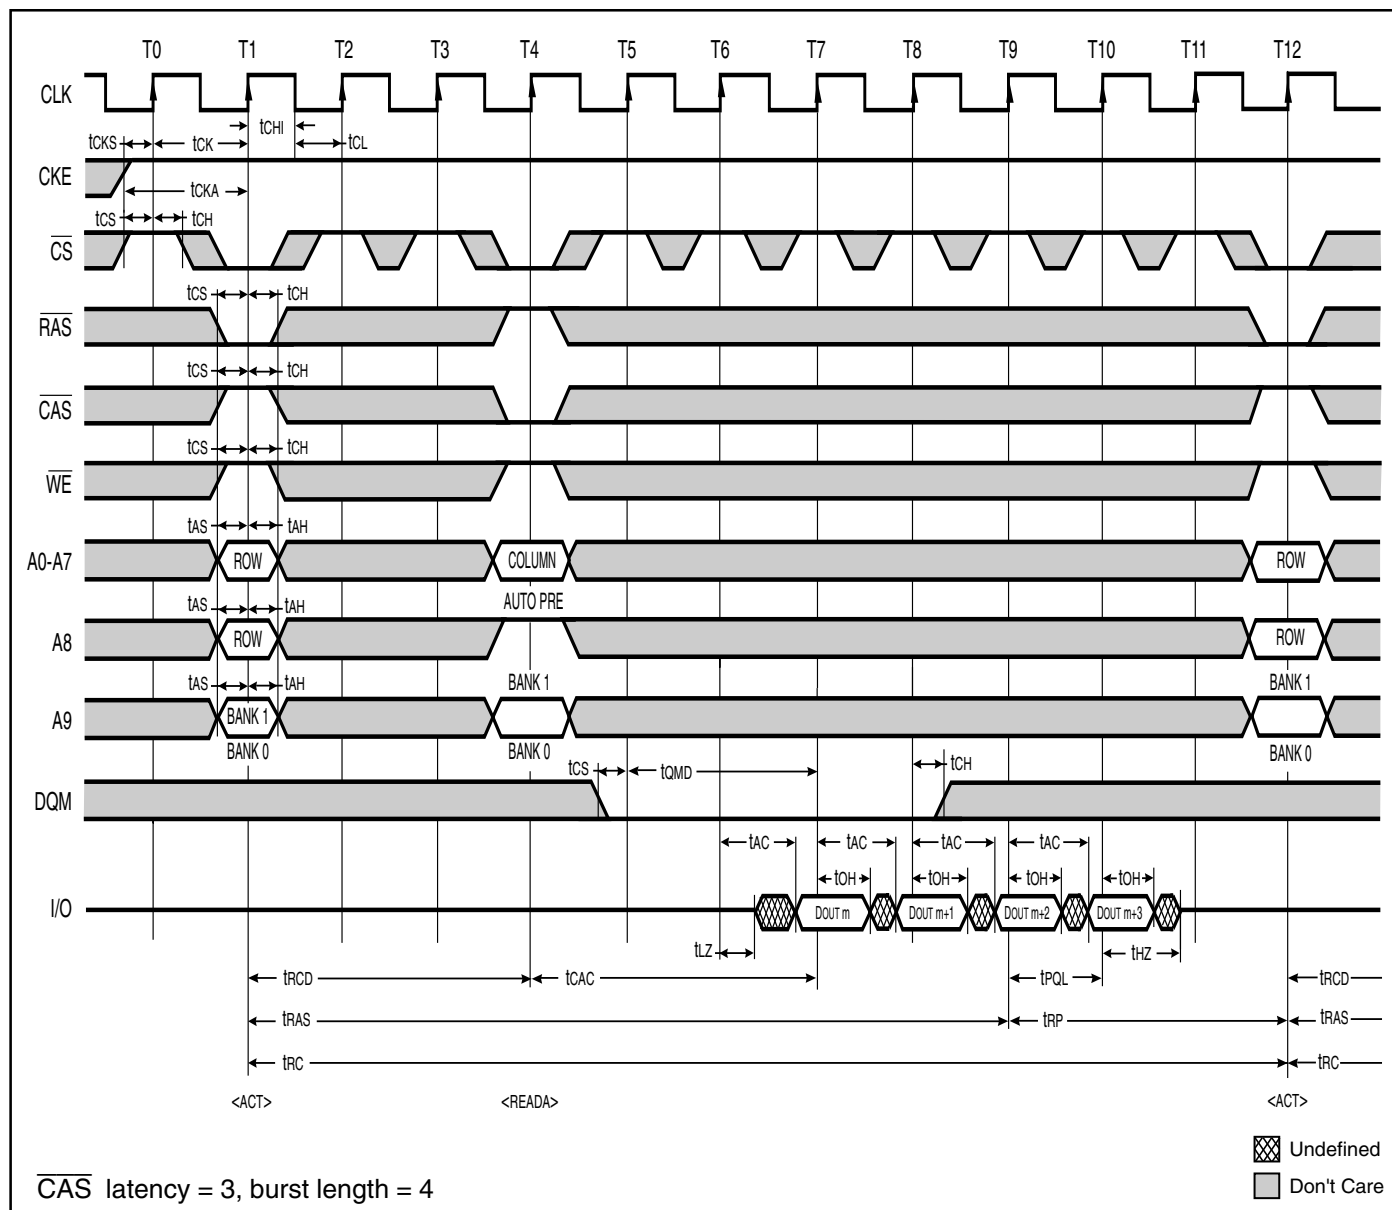 T0 T1 T2 T3 T4 T5 T6 T7 T8 T9 T10 T11 T12
CLK
tCHI
tCKS tCK tCL
CKE
tCKA
tCS tCH
CS
tCS tCH
RAS
tCS tCH
CAS
tCS tCH
WE
tAS tAH
A0-A7 ROW COLUMN ROW
AUTO PRE
tAS tAH
A8 ROW ROW
tAS tAH BANK 1 BANK 1
A9 BANK 1
BANK 0 BANK 0 BANK 0
tCS tQMD tCH
DQM
tAC tAC tAC tAC
tOH tOH tOH tOH
I/O DOUT m DOUT m+1 DOUT m+2 DOUT m+3
tLZ tHZ
tRCD tCAC tPQL tRCD
tRAS tRP tRAS
tRC tRC
<ACT> <READA> <ACT>
Undefined
CAS latency = 3, burst length = 4 Don't Care